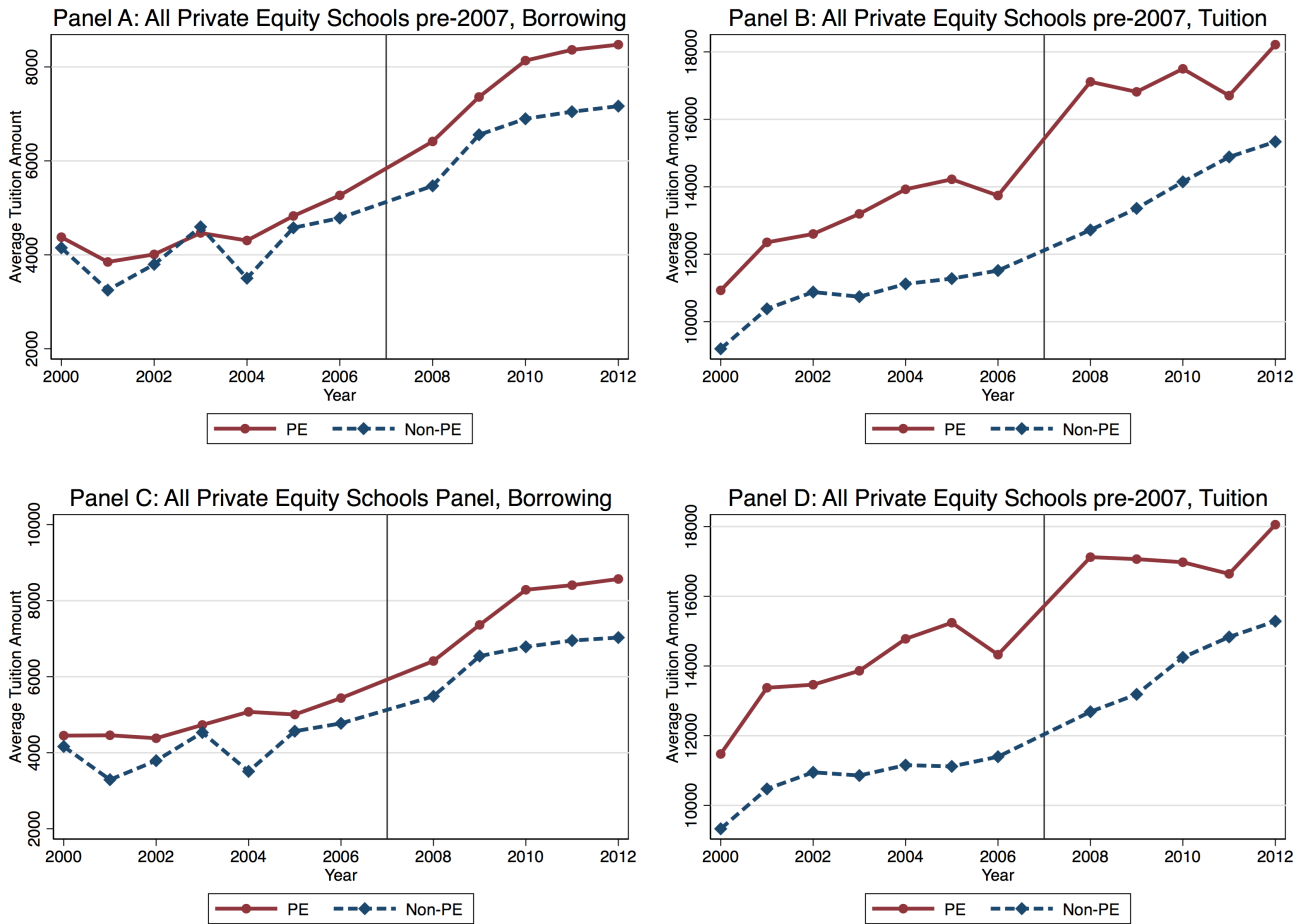 Panel A: All Private Equity Schools pre-2007, Borrowing
Average Tuition Amount
8000
6000
4000
2000
2000 2002 2004 2006 2008 2010 2012
Year
PE Non-PE
Panel B: All Private Equity Schools pre-2007, Tuition
Average Tuition Amount
18000
16000
14000
12000
10000
2000 2002 2004 2006 2008 2010 2012
Year
PE Non-PE
Panel C: All Private Equity Schools Panel, Borrowing
Average Tuition Amount
10000
8000
6000
4000
2000
2000 2002 2004 2006 2008 2010 2012
Year
PE Non-PE
Panel D: All Private Equity Schools pre-2007, Tuition
Average Tuition Amount
18000
16000
14000
12000
10000
2000 2002 2004 2006 2008 2010 2012
Year
PE Non-PE